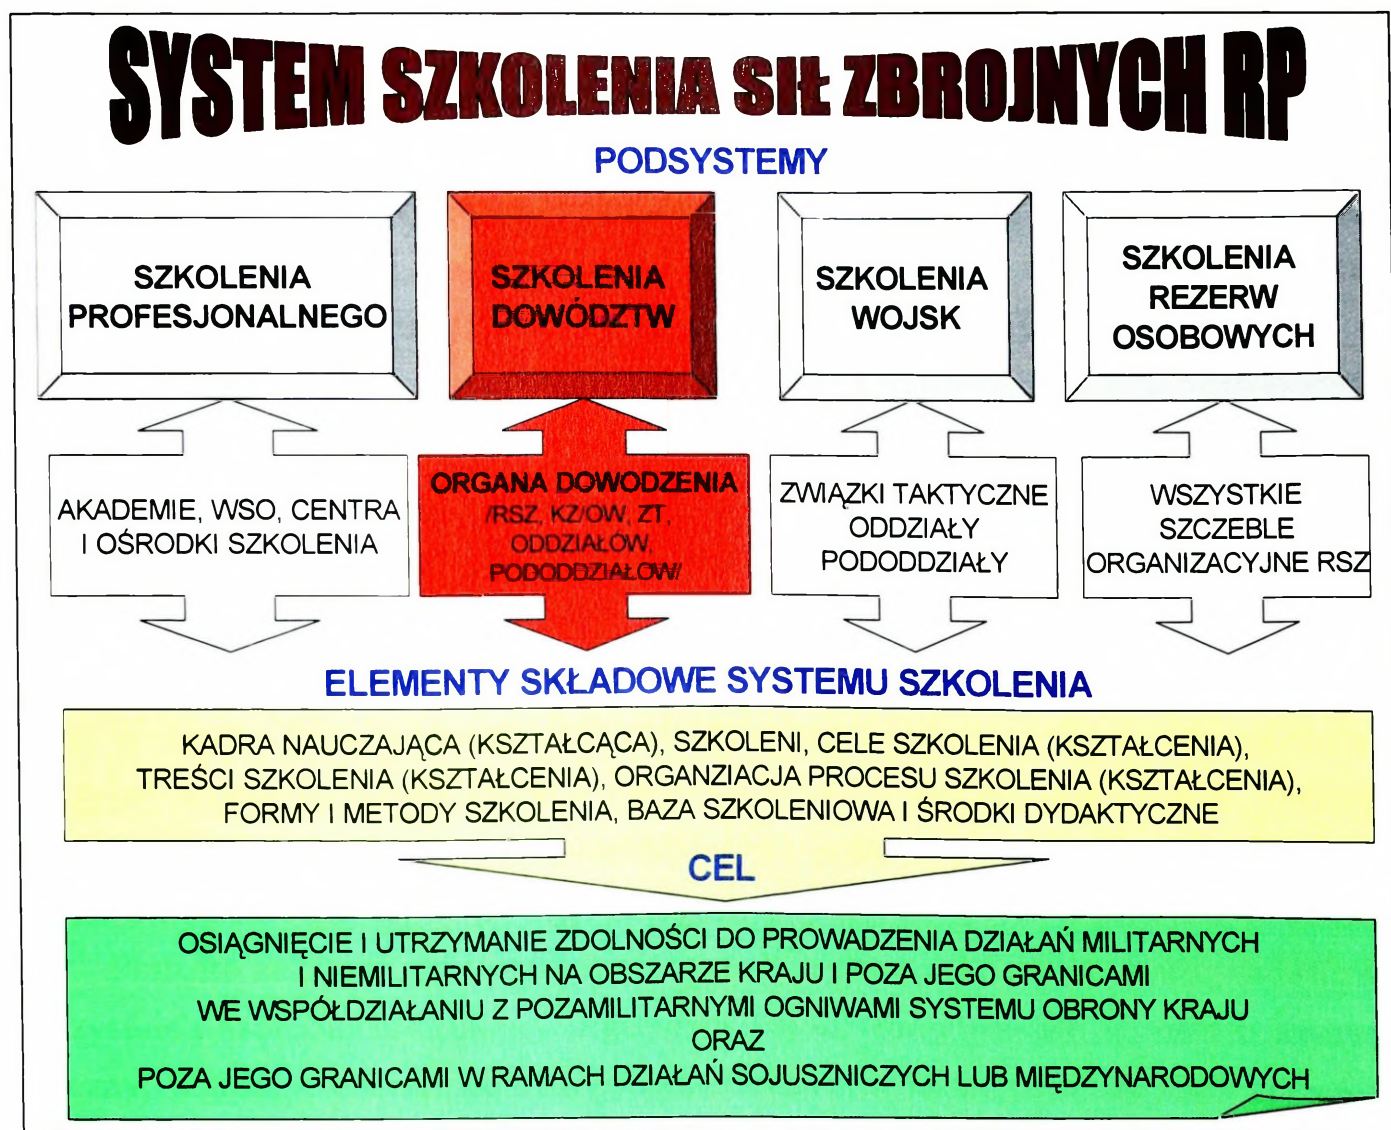 SYSTEM SZKOLENIA SIŁ ZBROJNYCH RP
PODSYSTEMY
SZKOLENIA
PROFESJONALNEGO
SZKOLENIA
DOWÓDZTW
SZKOLENIA
WOJSK
SZKOLENIA
REZERW
OSOBOWYCH
AKADEMIE, WSO, CENTRA
I OŚRODKI SZKOLENIA
ORGANA DOWODZENIA
/RSZ, KZ/OW, ZT,
ODDZIAŁÓW,
PODODDZIAŁÓW/
ZWIĄZKI TAKTYCZNE
ODDZIAŁY
PODODDZIAŁY
WSZYSTKIE
SZCZEBLE
ORGANIZACYJNE RSZ
ELEMENTY SKŁADOWE SYSTEMU SZKOLENIA
KADRA NAUCZAJĄCA (KSZTAŁCĄCA), SZKOLENI, CELE SZKOLENIA (KSZTAŁCENIA),
TREŚCI SZKOLENIA (KSZTAŁCENIA), ORGANZIACJA PROCESU SZKOLENIA (KSZTAŁCENIA),
FORMY I METODY SZKOLENIA, BAZA SZKOLENIOWA I ŚRODKI DYDAKTYCZNE
CEL
OSIĄGNIĘCIE I UTRZYMANIE ZDOLNOŚCI DO PROWADZENIA DZIAŁAŃ MILITARNYCH
I NIEMILITARNYCH NA OBSZARZE KRAJU I POZA JEGO GRANICAMI
WE WSPÓŁDZIAŁANIU Z POZAMILITARNYMI OGNIWAMI SYSTEMU OBRONY KRAJU
ORAZ
POZA JEGO GRANICAMI W RAMACH DZIAŁAŃ SOJUSZNICZYCH LUB MIĘDZYNARODOWYCH